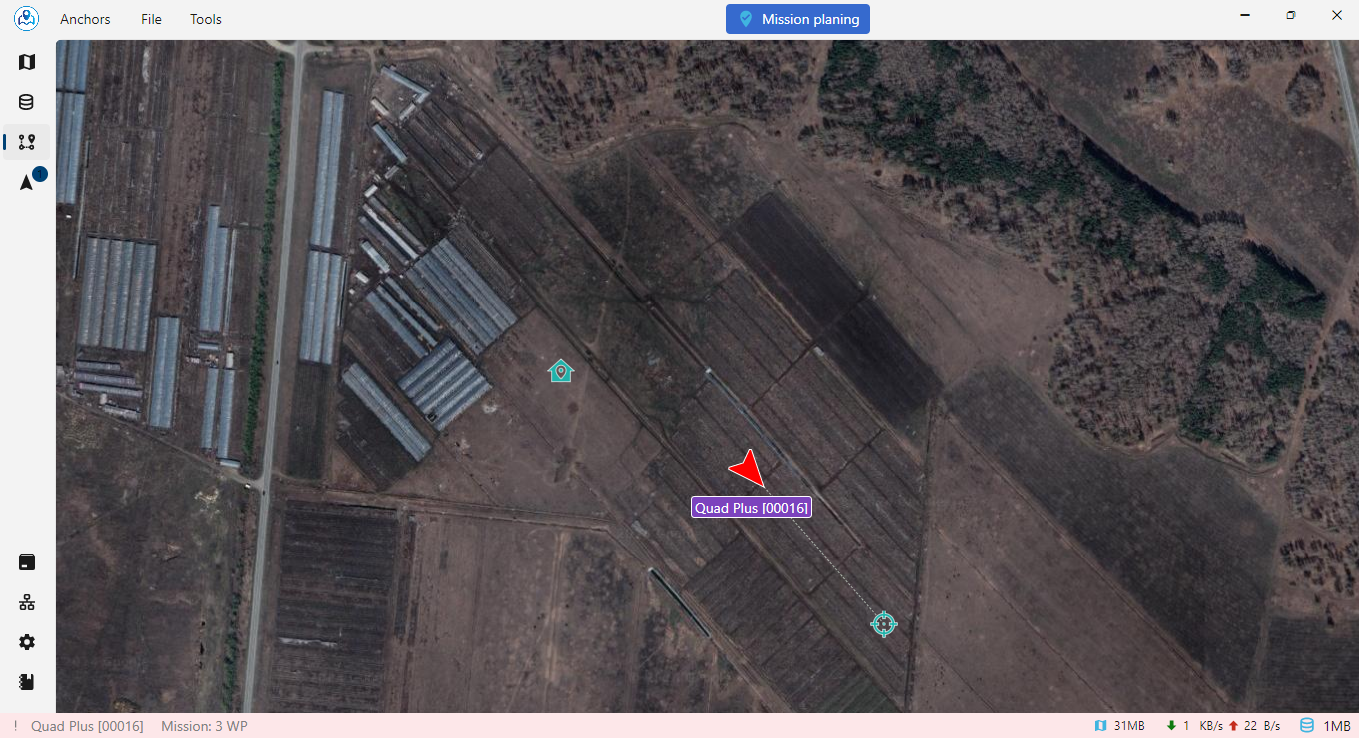 Anchors File Tools Mission planing
Quad Plus [00016]
! Quad Plus [00016] Mission: 3 WP 31MB 1 KB/s 22 B/s 1MB